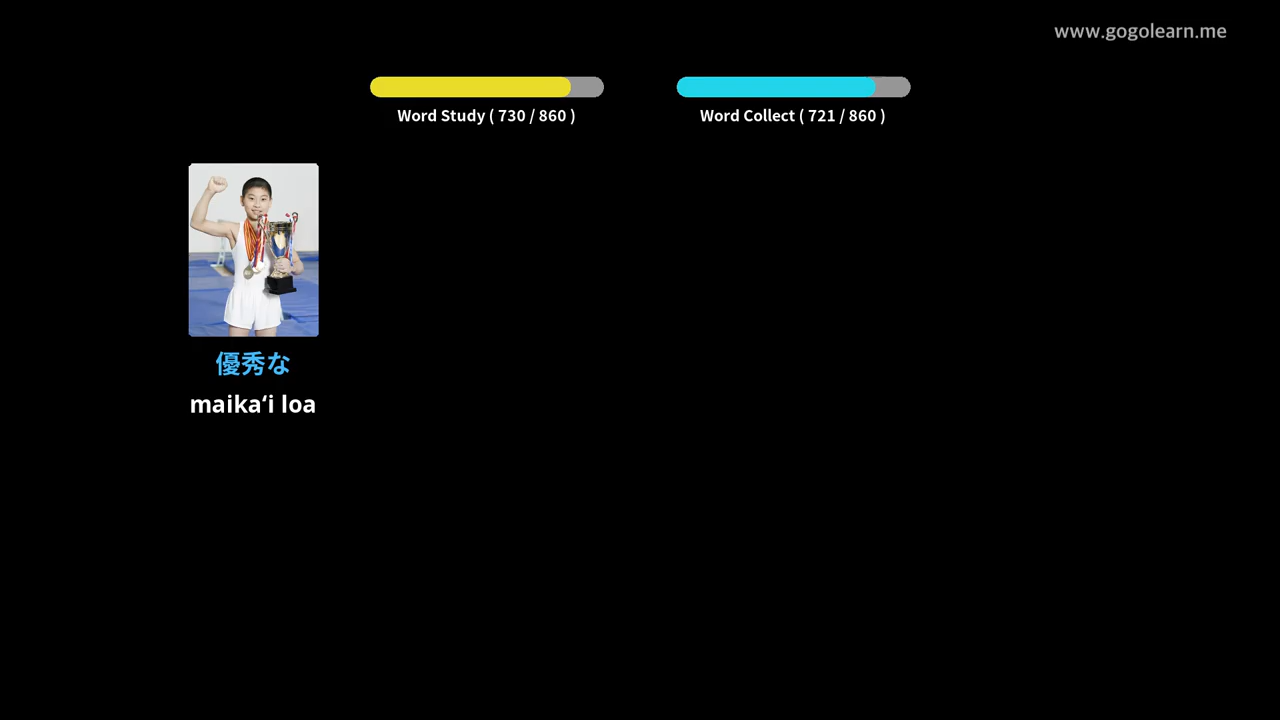 www.gogolearn.me
Word Study ( 730 / 860 )
Word Collect ( 721 / 860 )
優秀な
maikaʻi loa